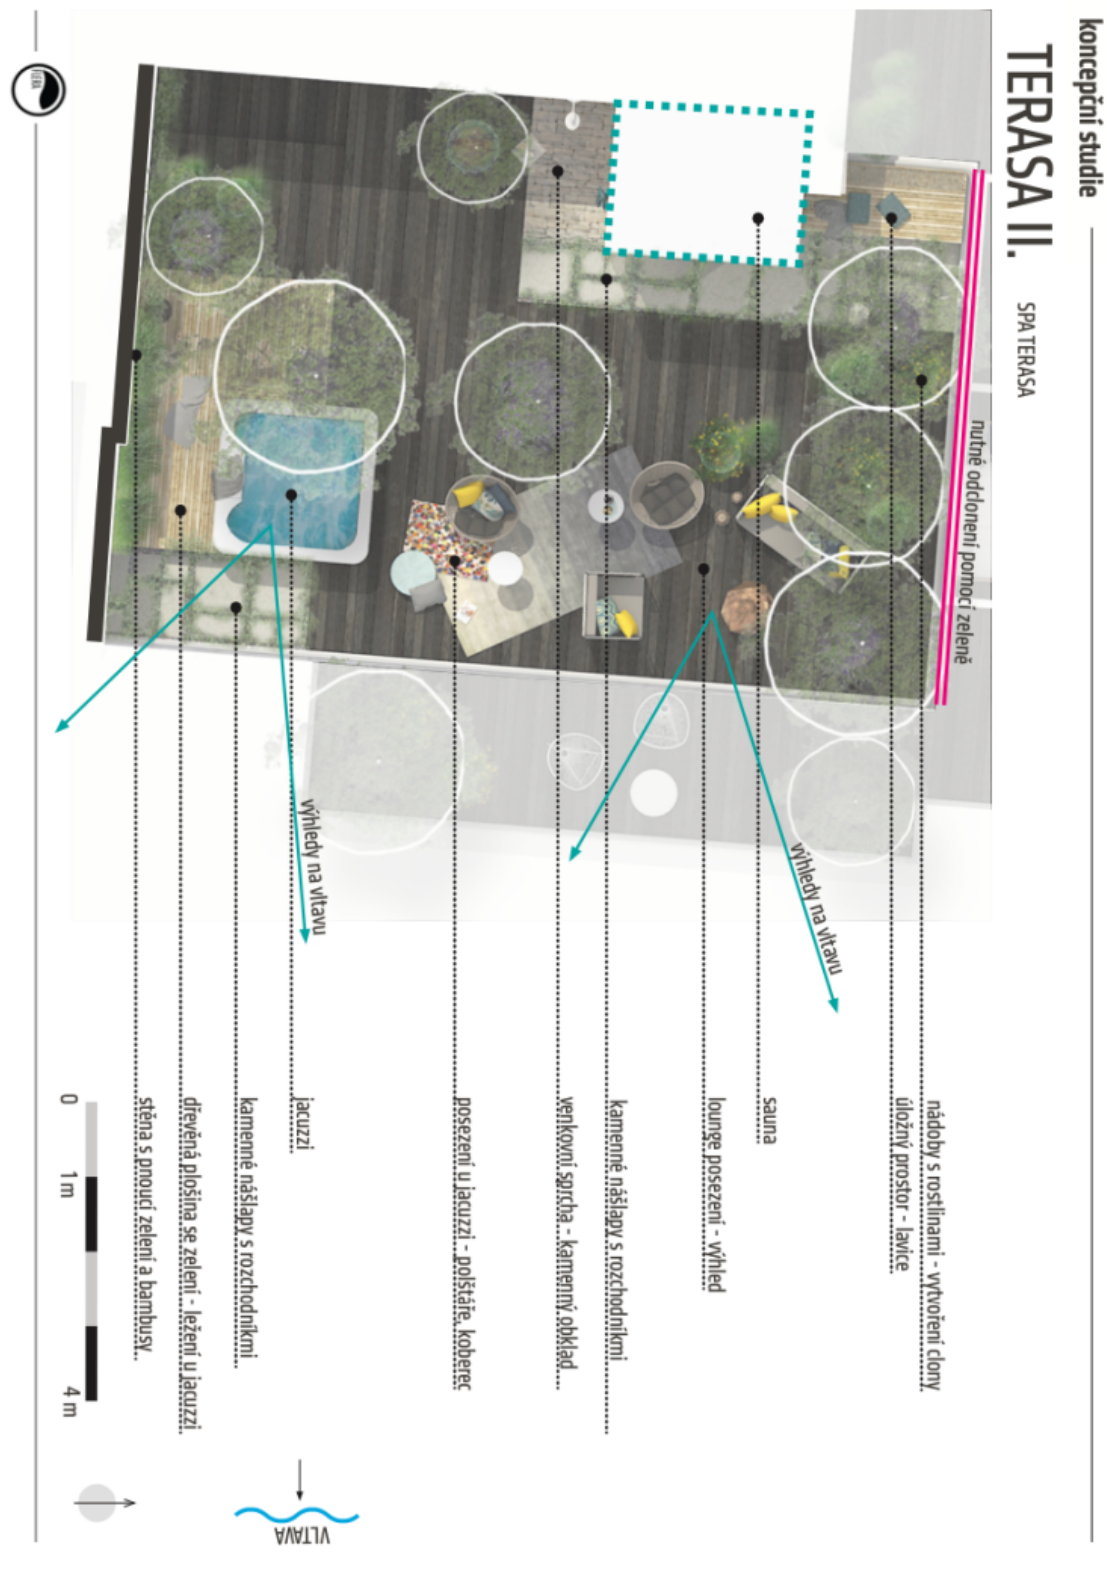 koncepční studie
TERASA II.
SPA TERASA
nutné odclonení pomocí zeleně
výhledy na vltavu
výhledy na vltavu
nádoby s rostlinami - vytvoření clony
úložný prostor - lavice
sauna
lounge posezení - výhled
kamenné nášlapy s rozchodníkmi
venkovní sprcha - kamenný obklad
posezení u jacuzzi - polštáře, koberec
jacuzzi
kamenné nášlapy s rozchodníkmi
dřevěná plošina se zelení - ležení u jacuzzi
stěna s pnoucí zelení a bambusy
0
1m
4 m
VLTAVA